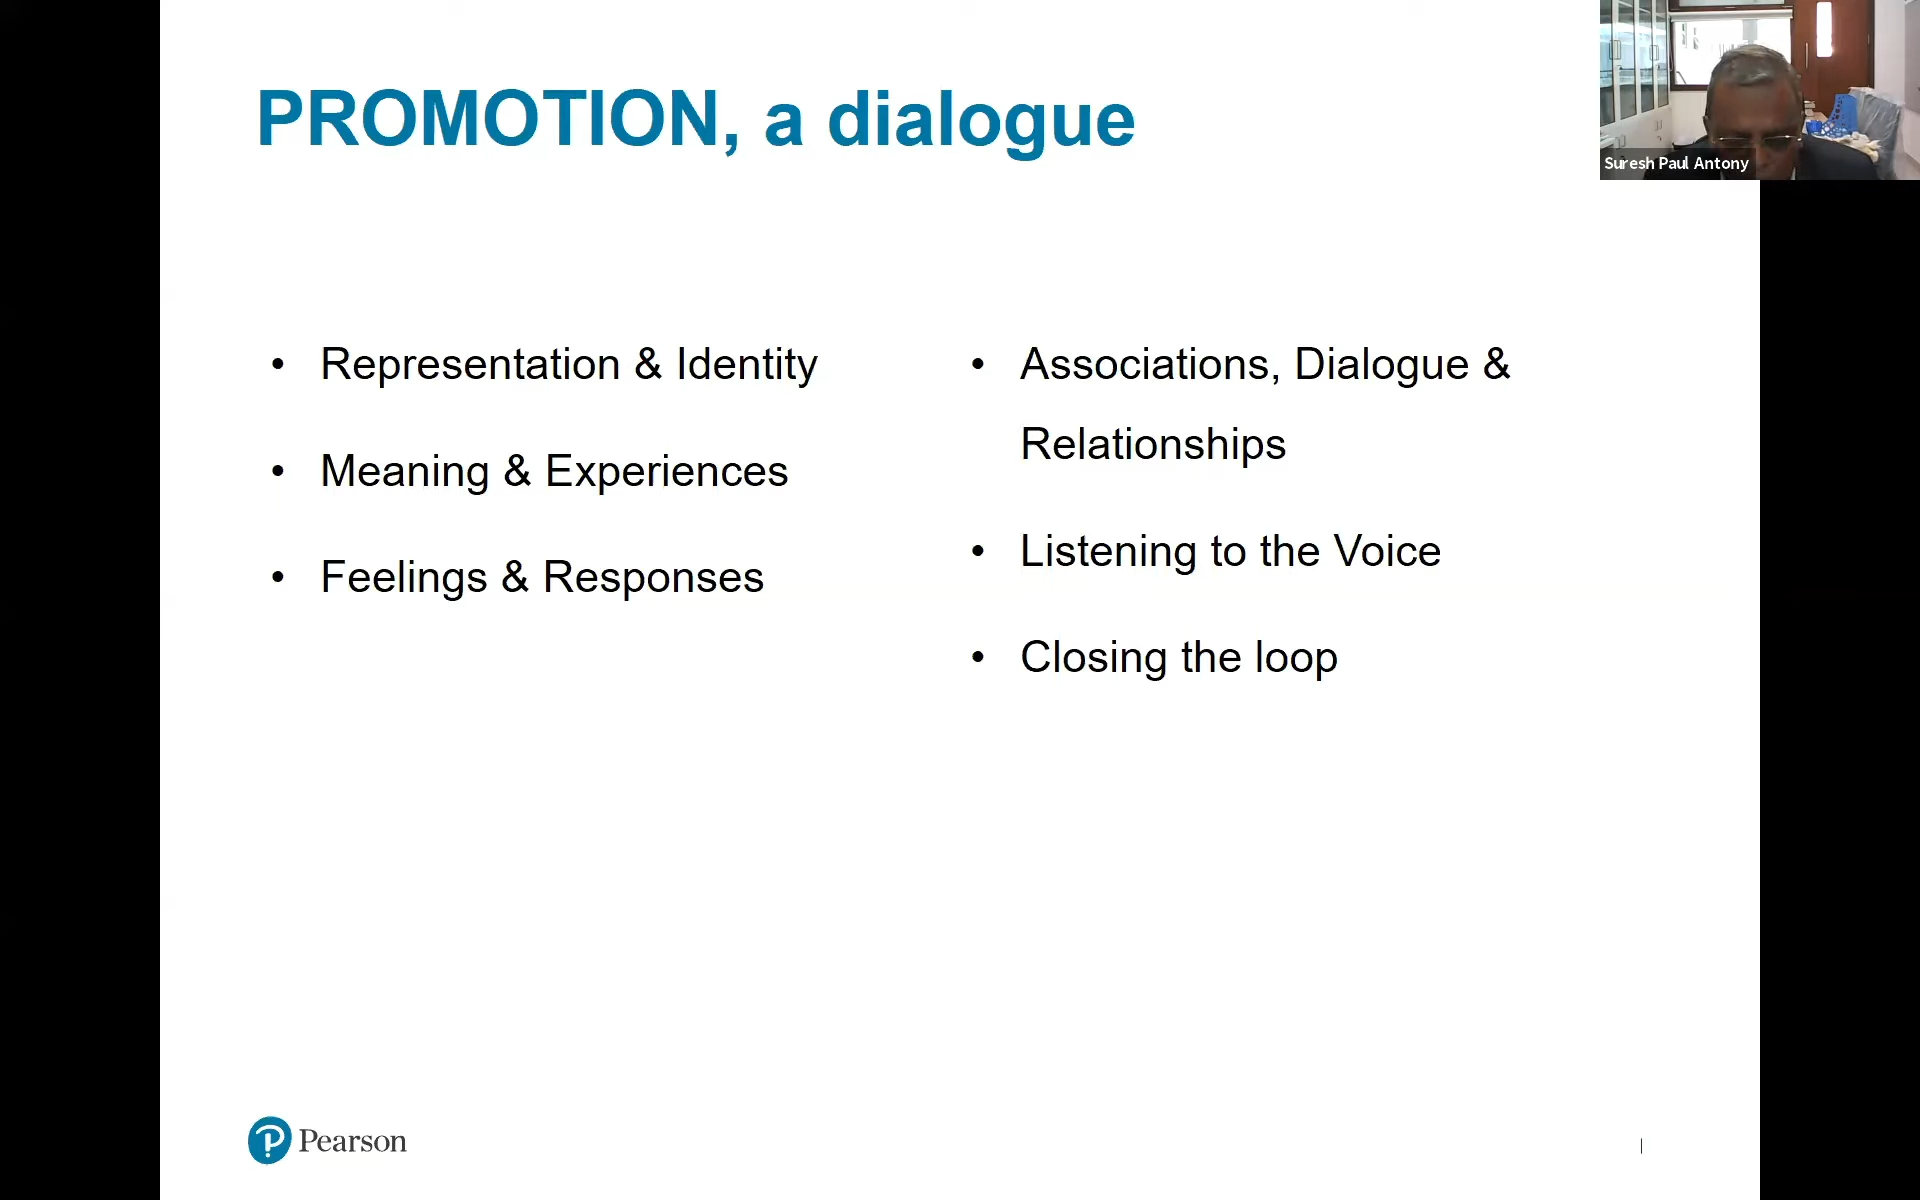 PROMOTION, a dialogue
Suresh Paul Antony
• Representation & Identity
• Meaning & Experiences
• Feelings & Responses
• Associations, Dialogue &
Relationships
• Listening to the Voice
• Closing the loop
Pearson